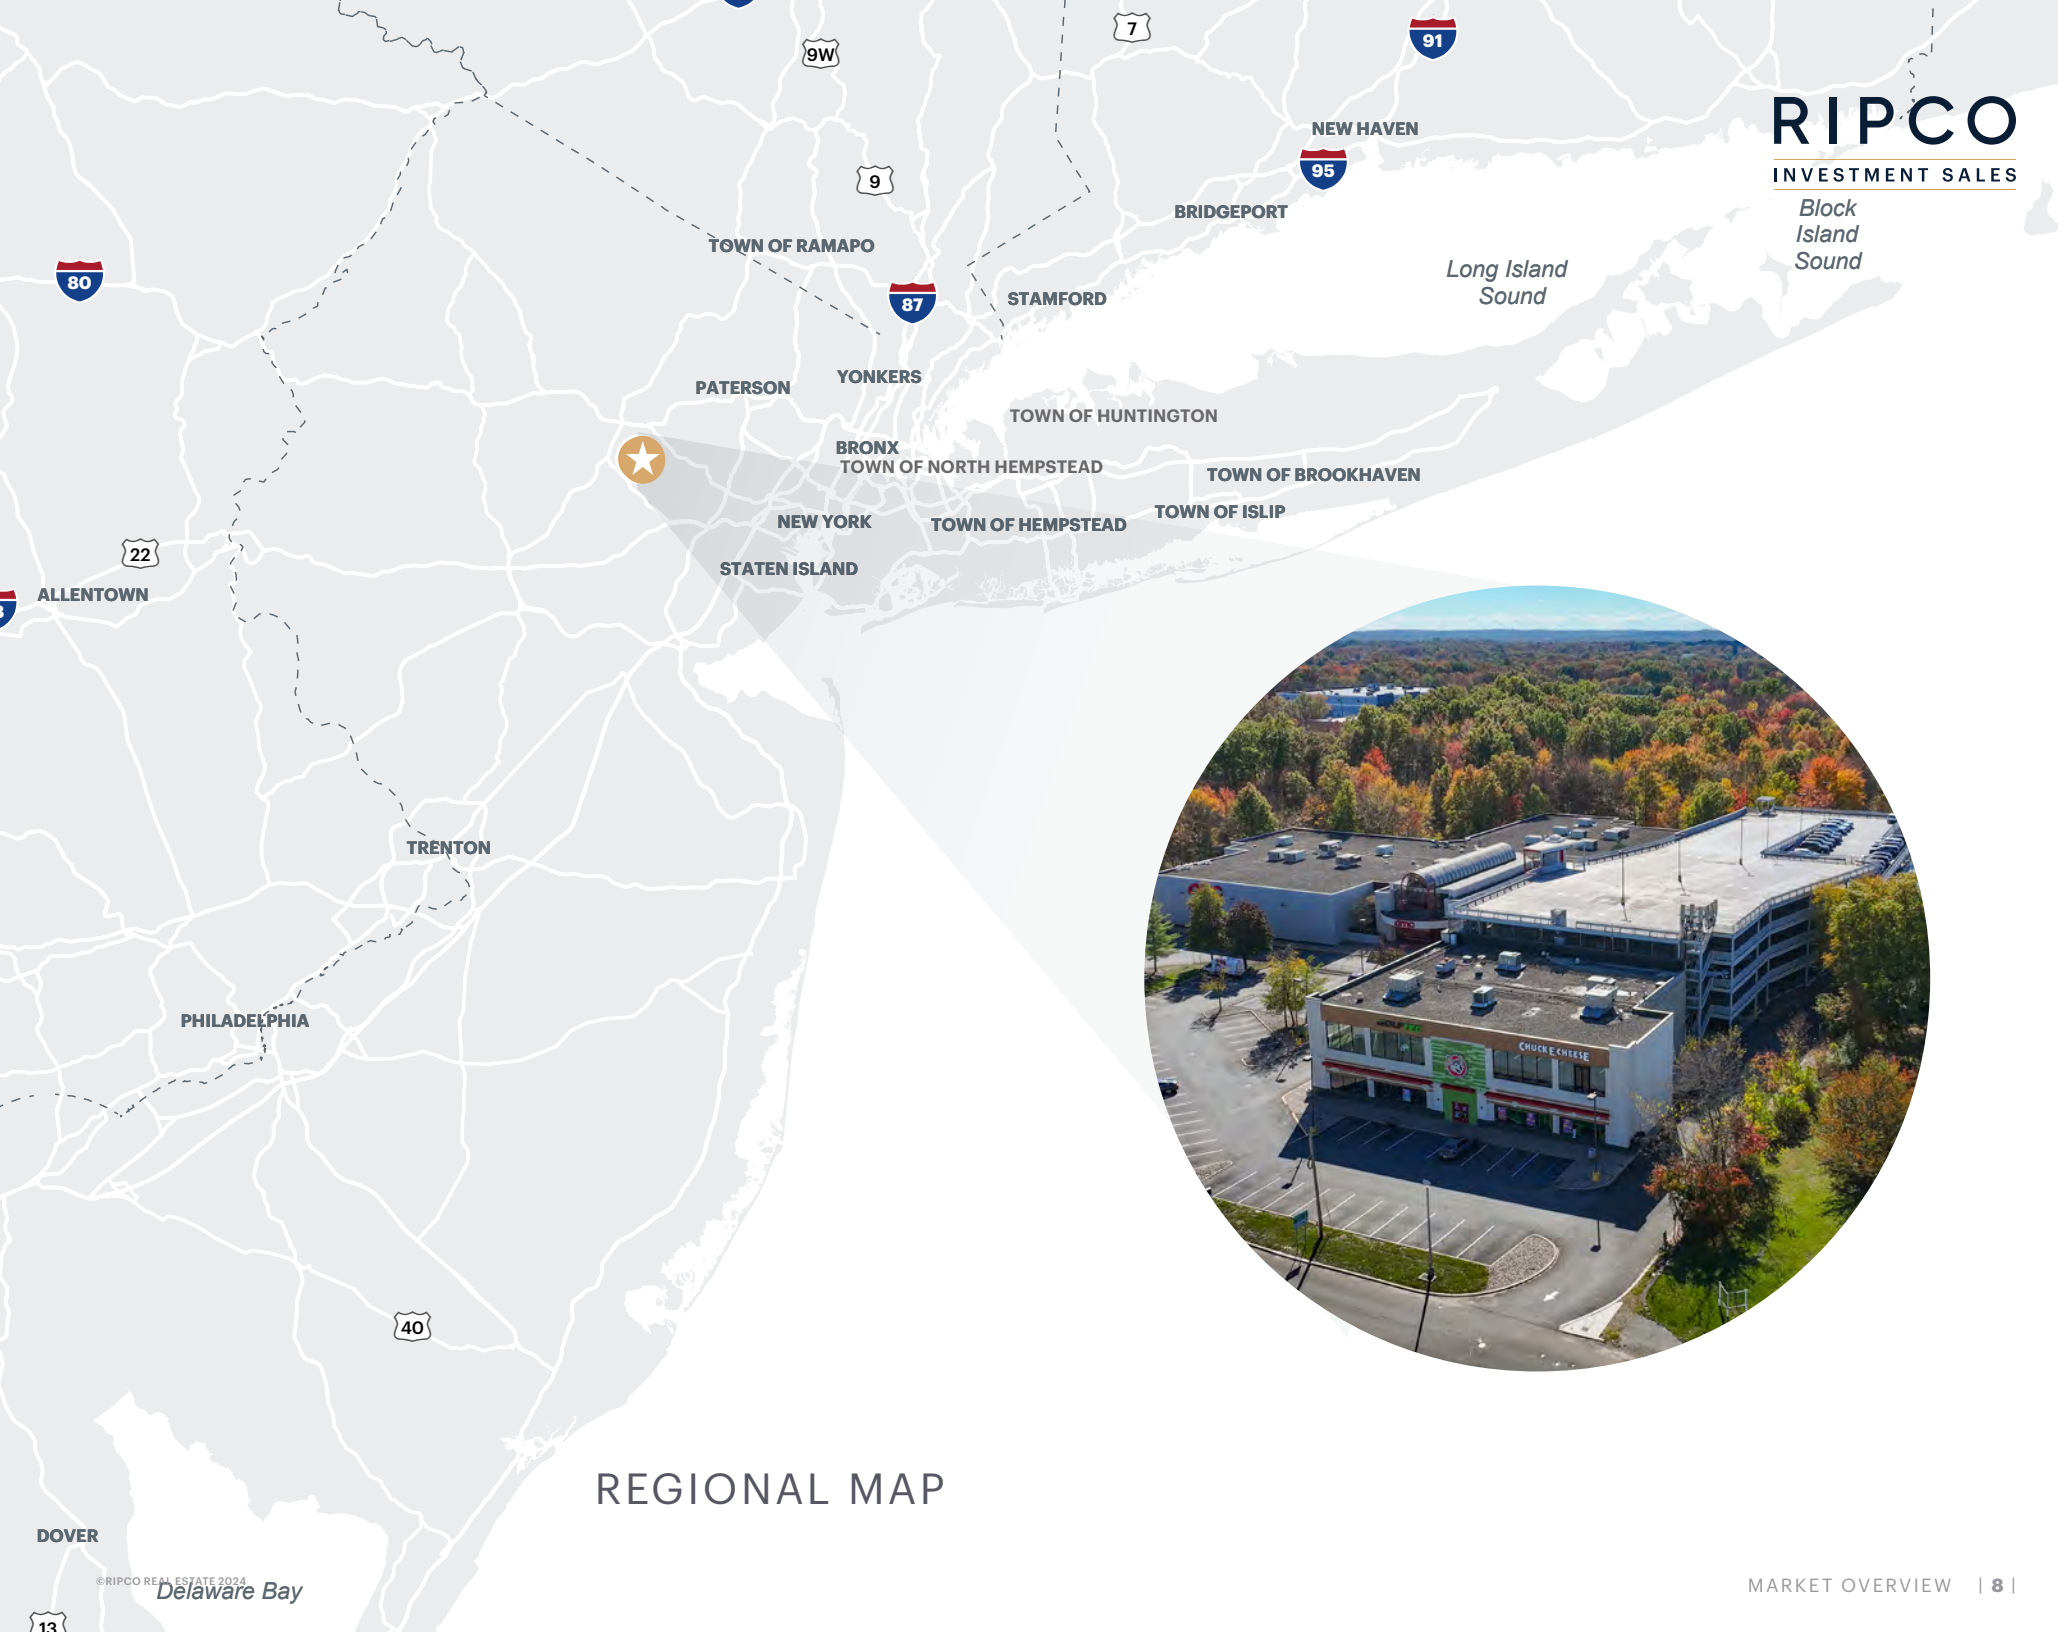 7
91
9W
RIPCO
INVESTMENT SALES
NEW HAVEN
95
9
BRIDGEPORT
Block
Island
Sound
TOWN OF RAMAPO
Long Island
Sound
80
87
STAMFORD
PATERSON
YONKERS
TOWN OF HUNTINGTON
BRONX
TOWN OF NORTH HEMPSTEAD
TOWN OF BROOKHAVEN
TOWN OF ISLIP
NEW YORK
TOWN OF HEMPSTEAD
22
STATEN ISLAND
ALLENTOWN
TRENTON
PHILADELPHIA
CHUCK E CHEESE
40
REGIONAL MAP
DOVER
©RIPCO REAL ESTATE 2024
Delaware Bay
MARKET OVERVIEW | 8 |
13